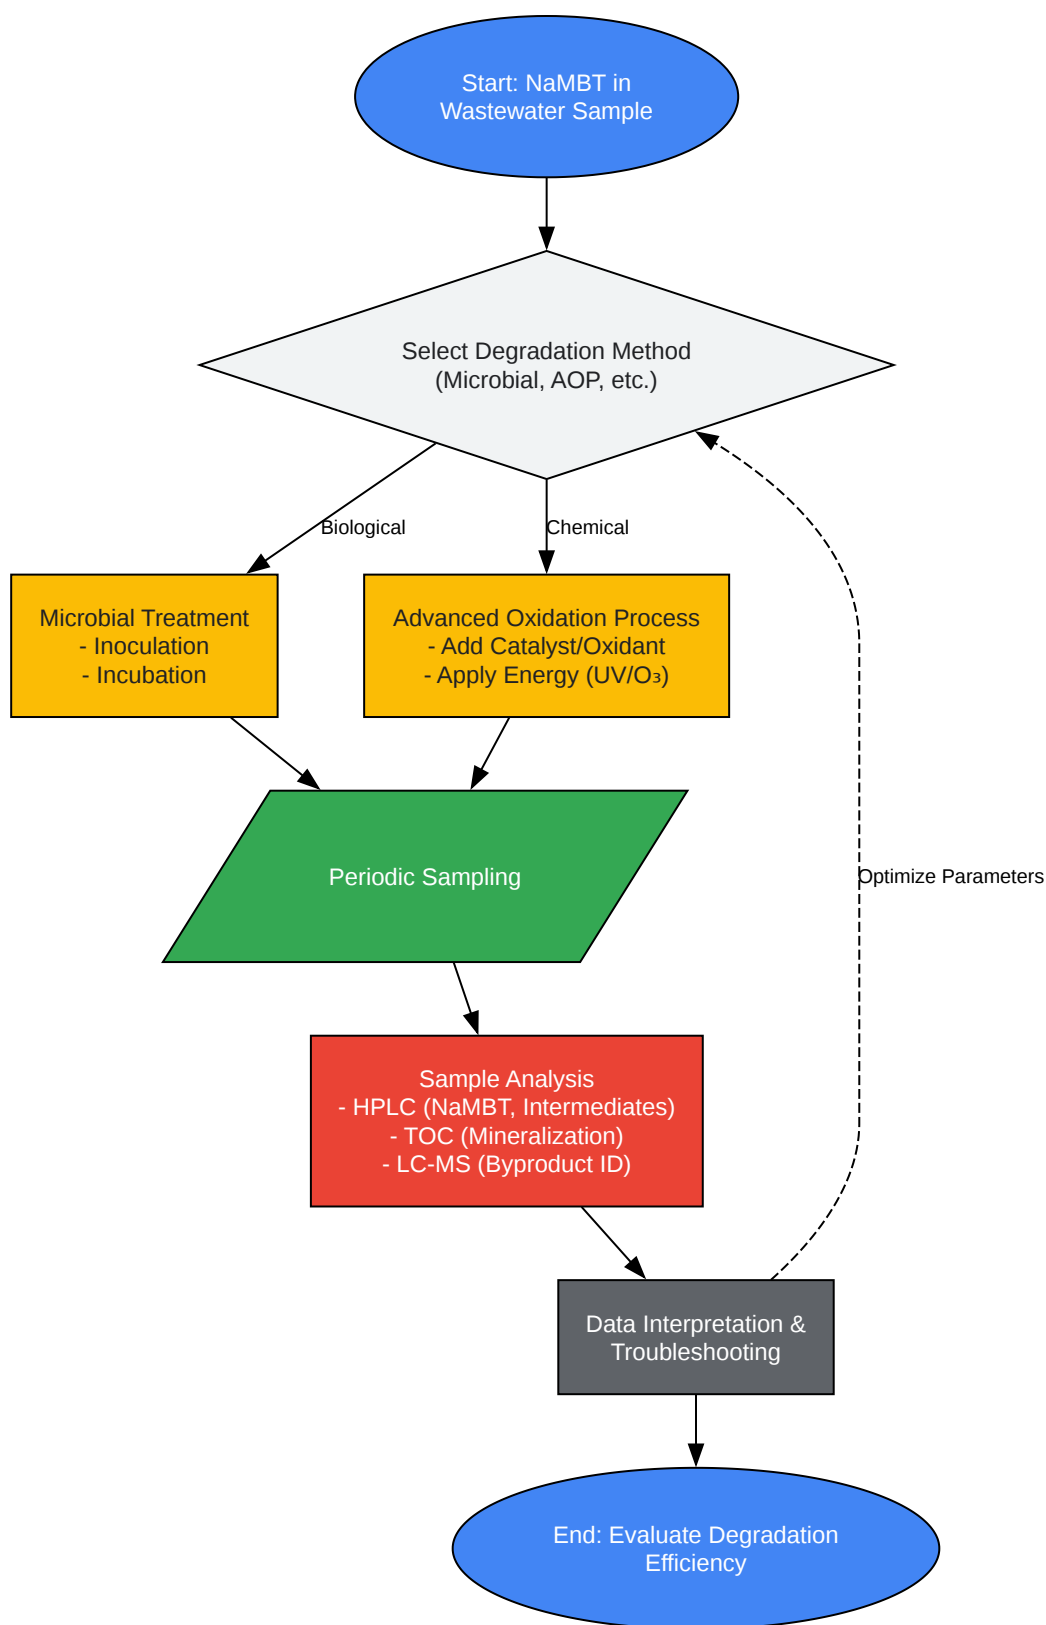 Start: NaMBT in
Wastewater Sample
Select Degradation Method
(Microbial, AOP, etc.)
Biological
Chemical
Microbial Treatment
- Inoculation
- Incubation
Advanced Oxidation Process
- Add Catalyst/Oxidant
- Apply Energy (UV/O₃)
Periodic Sampling
Optimize Parameters
Sample Analysis
- HPLC (NaMBT, Intermediates)
- TOC (Mineralization)
- LC-MS (Byproduct ID)
Data Interpretation &
Troubleshooting
End: Evaluate Degradation
Efficiency